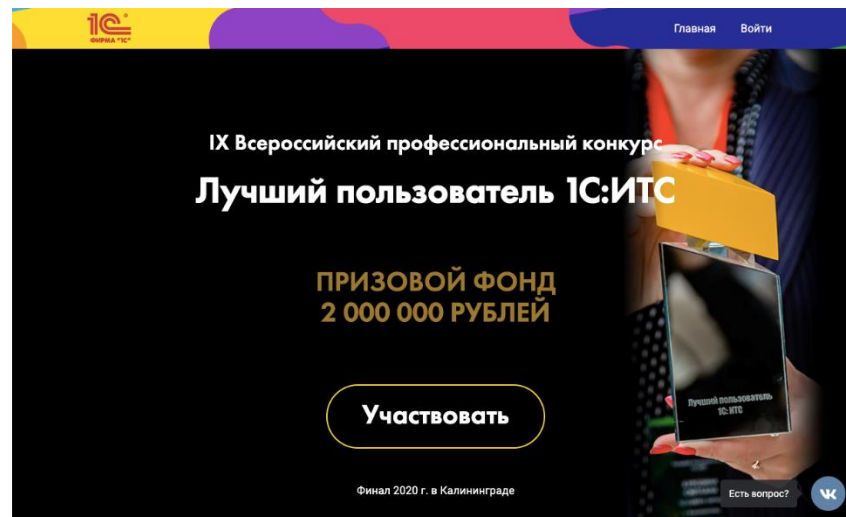 1С
ФИРМА "1С"
Главная
Войти
IX Всероссийский профессиональный конкурс
Лучший пользователь 1С:ИТС
ПРИЗОВОЙ ФОНД
2 000 000 РУБЛЕЙ
Участвовать
Лучший пользователь
1С: ИТС
Финал 2020 г. в Калининграде
Есть вопрос?